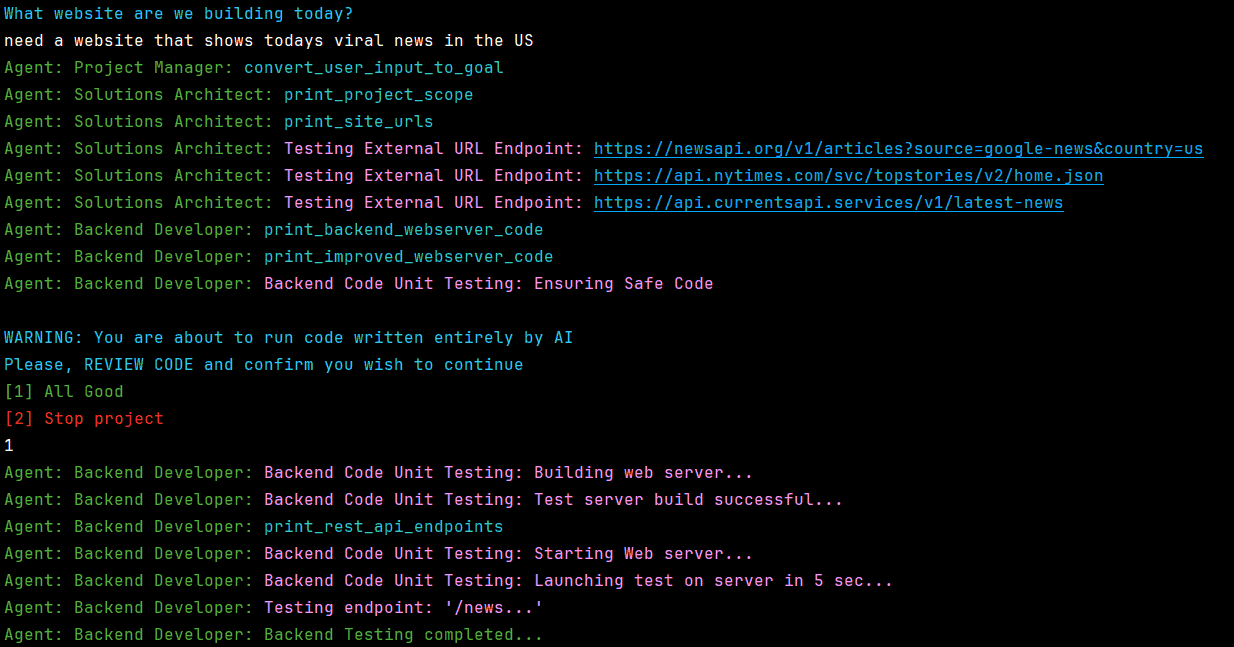 What website are we building today?
need a website that shows todays viral news in the US
Agent: Project Manager: convert_user_input_to_goal
Agent: Solutions Architect: print_project_scope
Agent: Solutions Architect: print_site_urls
Agent: Solutions Architect: Testing External URL Endpoint: https://newsapi.org/v1/articles?source=google-news&country=us
Agent: Solutions Architect: Testing External URL Endpoint: https://api.nytimes.com/svc/topstories/v2/home.json
Agent: Solutions Architect: Testing External URL Endpoint: https://api.currentsapi.services/v1/latest-news
Agent: Backend Developer: print_backend_webserver_code
Agent: Backend Developer: print_improved_webserver_code
Agent: Backend Developer: Backend Code Unit Testing: Ensuring Safe Code
WARNING: You are about to run code written entirely by AI
Please, REVIEW CODE and confirm you wish to continue
[1] All Good
[2] Stop project
1
Agent: Backend Developer: Backend Code Unit Testing: Building web server...
Agent: Backend Developer: Backend Code Unit Testing: Test server build successful...
Agent: Backend Developer: print_rest_api_endpoints
Agent: Backend Developer: Backend Code Unit Testing: Starting Web server...
Agent: Backend Developer: Backend Code Unit Testing: Launching test on server in 5 sec...
Agent: Backend Developer: Testing endpoint: '/news...'
Agent: Backend Developer: Backend Testing completed...